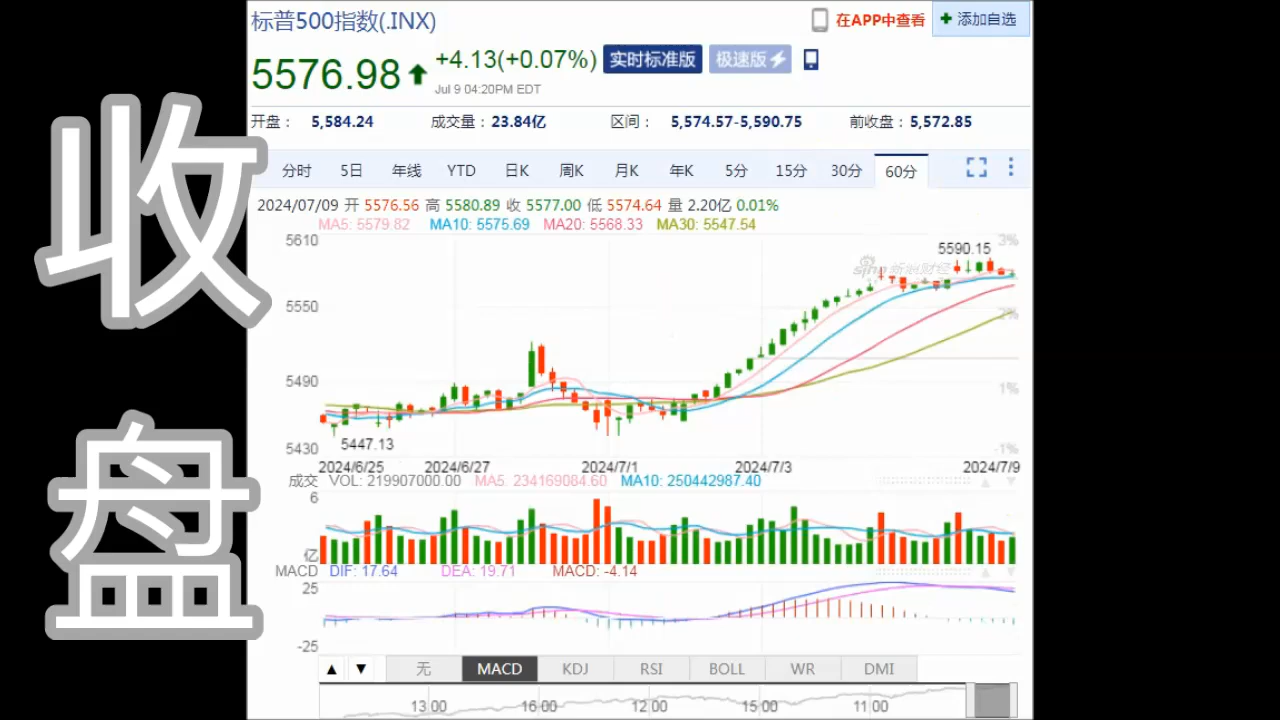 收盘
标普500指数(.INX)
在APP中查看
添加自选
5576.98
+4.13(+0.07%)
实时标准版
极速版
Jul 9 04:20PM EDT
开盘： 5,584.24 成交量：23.84亿 区间： 5,574.57-5,590.75 前收盘：5,572.85
分时 5日 年线 YTD 日K 周K 月K 年K 5分 15分 30分 60分
2024/07/09 开 5576.56 高 5580.89 收 5577.00 低 5574.64 量 2.20亿 0.01%
MA5: 5579.82 MA10: 5575.69 MA20: 5568.33 MA30: 5547.54
5610 3%
5590.15
sina 新浪财经
5550 2%
5490 1%
5430 -1%
5447.13
2024/6/25 2024/6/27 2024/7/1 2024/7/3 2024/7/9
成交 VOL: 219907000.00 MA5: 234169084.60 MA10: 250442987.40
6
亿
MACD DIF: 17.64 DEA: 19.71 MACD: -4.14
25
-25
无 MACD KDJ RSI BOLL WR DMI
13:00 16:00 12:00 15:00 11:00